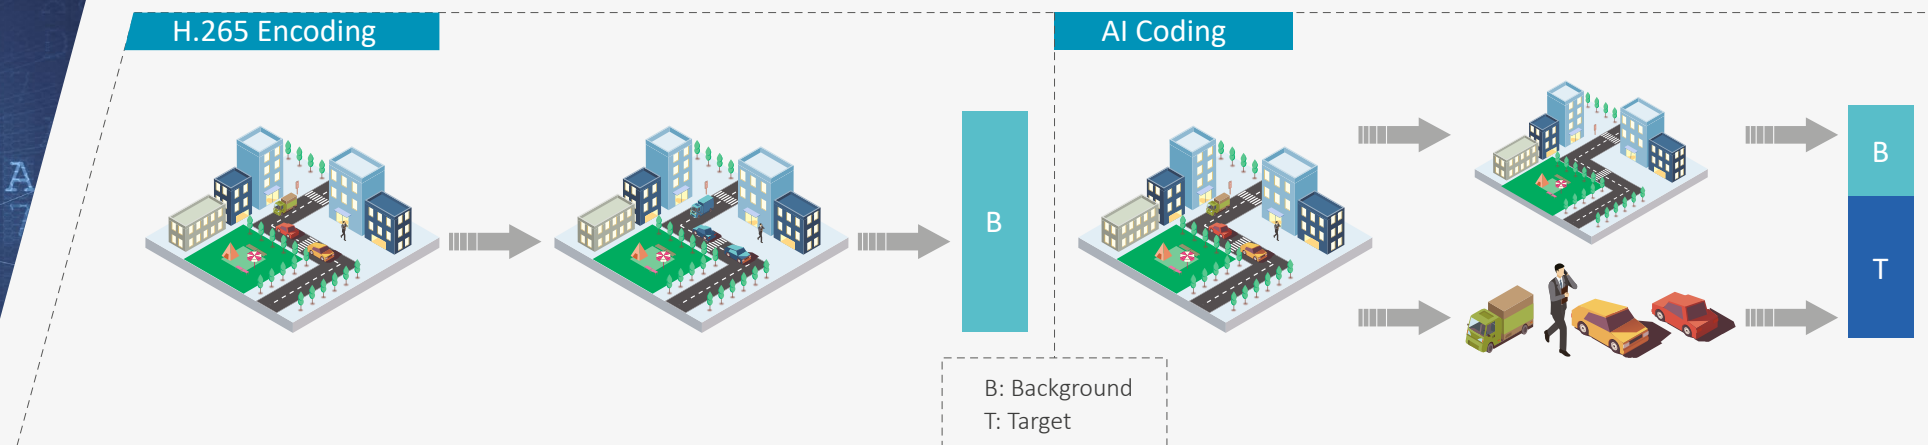 H.265 Encoding
AI Coding
B
B
T
B: Background
T: Target
A